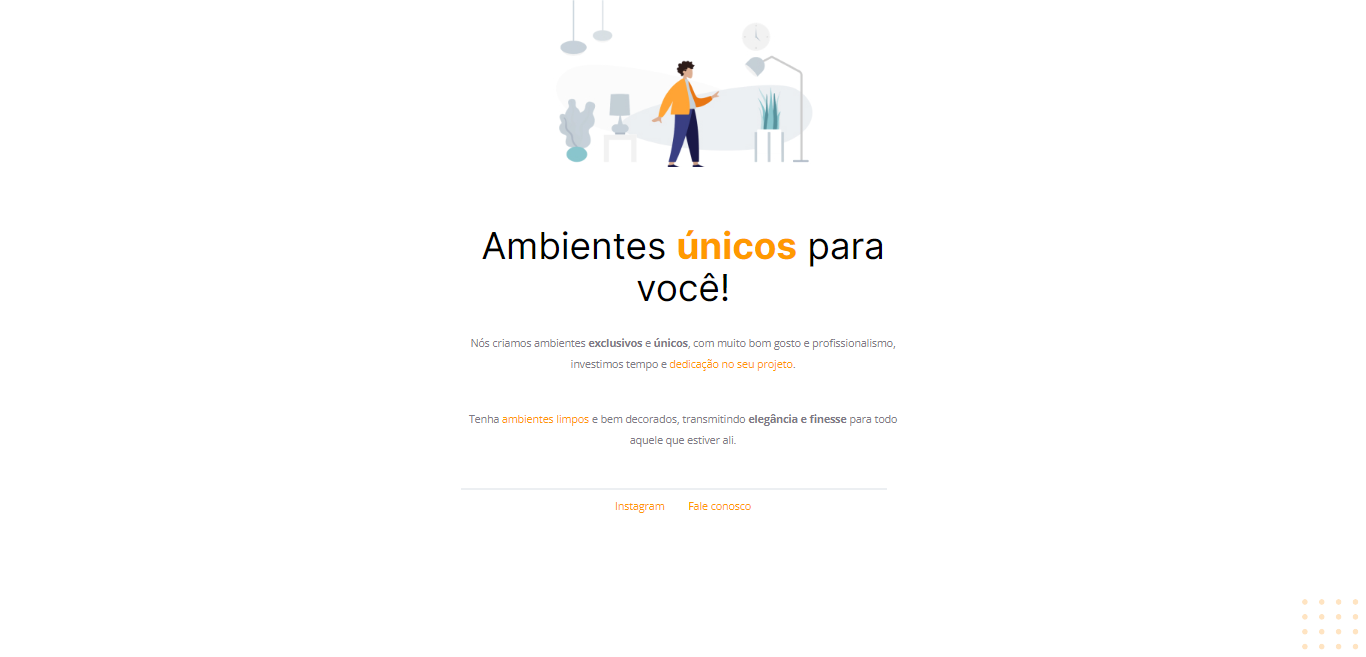 Ambientes únicos para
você!
Nós criamos ambientes exclusivos e únicos, com muito bom gosto e profissionalismo,
investimos tempo e dedicação no seu projeto.
Tenha ambientes limpos e bem decorados, transmitindo elegância e finesse para todo
aquele que estiver ali.
Instagram Fale conosco